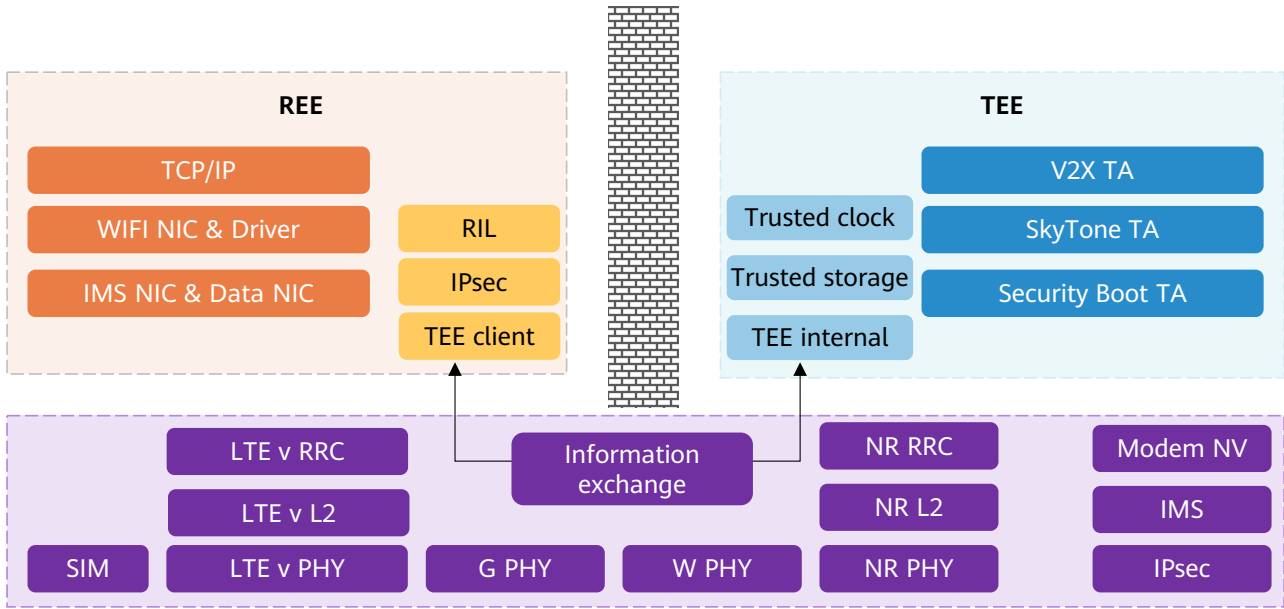 REE
TCP/IP
WIFI NIC & Driver
IMS NIC & Data NIC
RIL
IPsec
TEE client
TEE
V2X TA
Trusted clock
SkyTone TA
Trusted storage
Security Boot TA
TEE internal
LTE v RRC
LTE v L2
SIM
LTE v PHY
Information
exchange
G PHY
W PHY
NR RRC
NR L2
NR PHY
Modem NV
IMS
IPsec